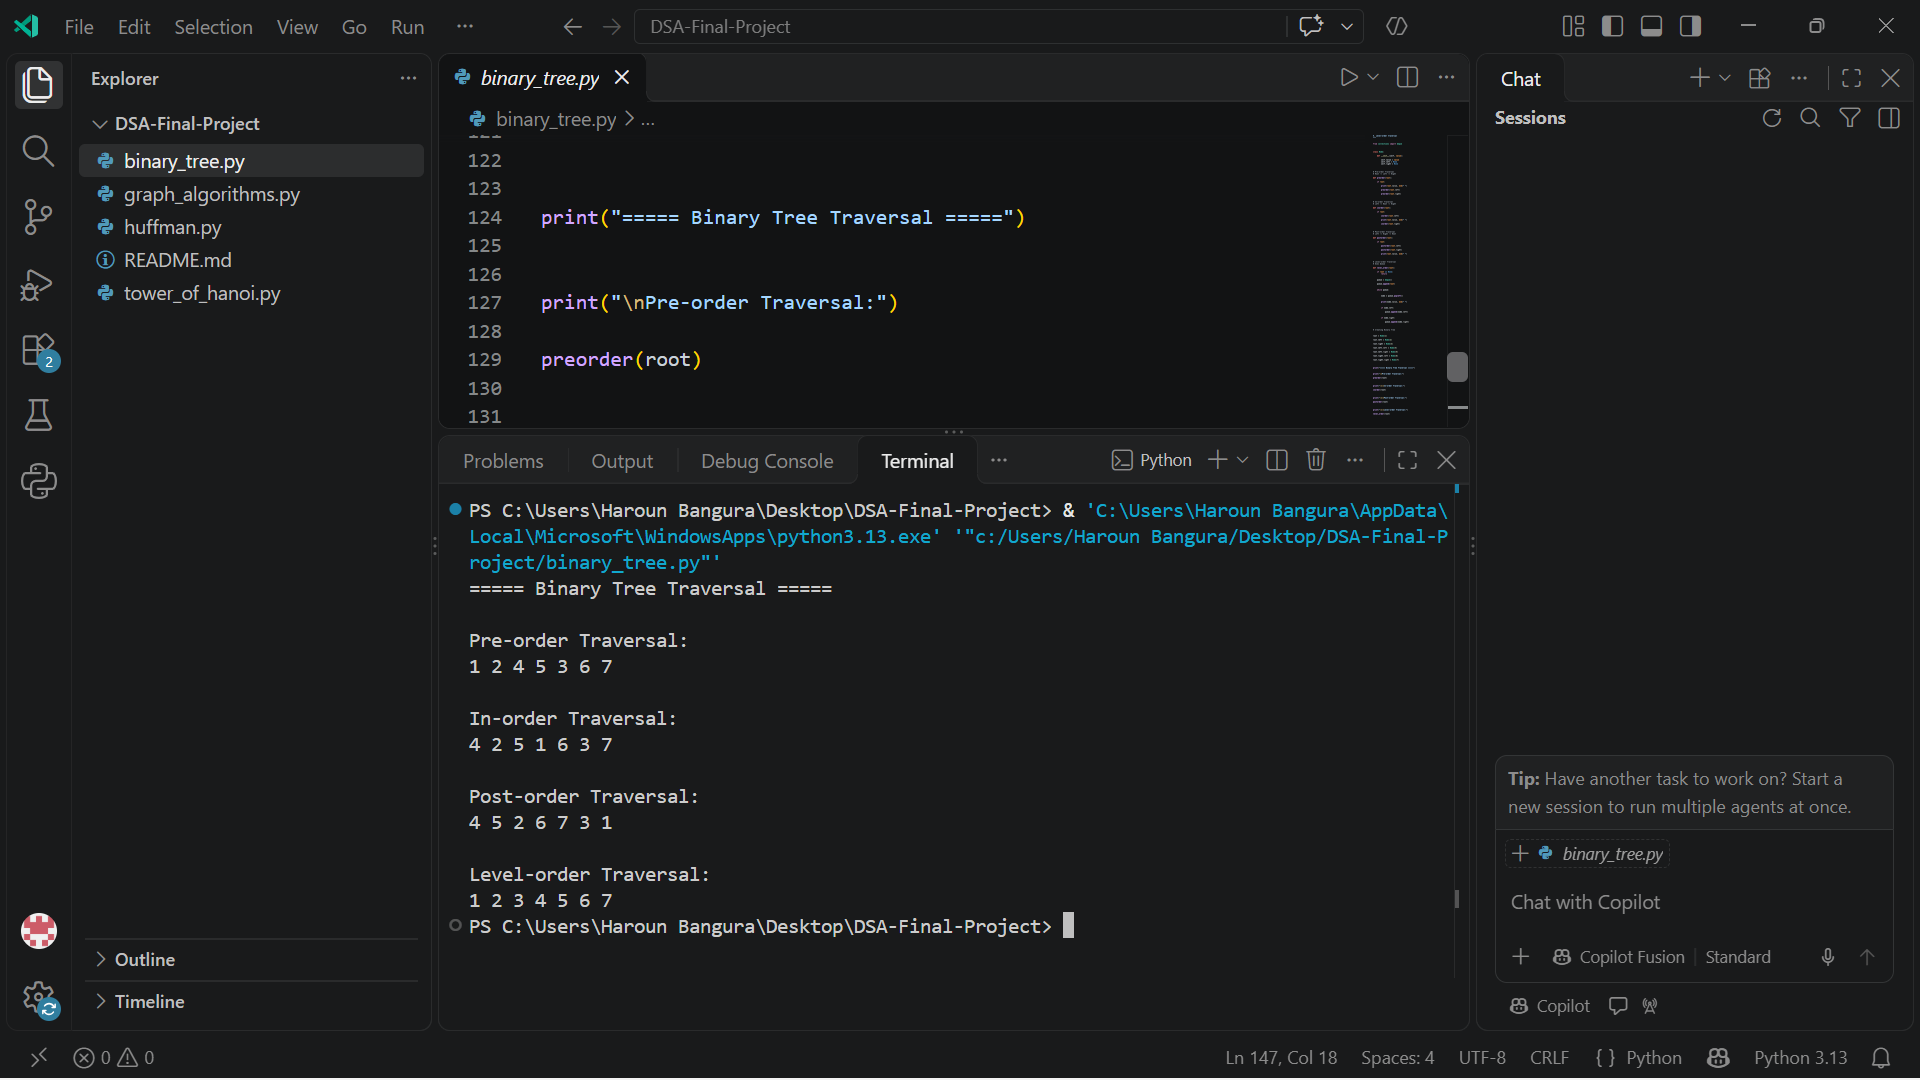 File Edit Selection View Go Run ...
DSA-Final-Project
Explorer
DSA-Final-Project
binary_tree.py
graph_algorithms.py
huffman.py
README.md
tower_of_hanoi.py
2
Outline
Timeline
binary_tree.py
binary_tree.py > ...
122
123
124 print("===== Binary Tree Traversal =====")
125
126
127 print("\nPre-order Traversal:")
128
129 preorder(root)
130
131
Problems Output Debug Console Terminal ...
Python
PS C:\Users\Haroun Bangura\Desktop\DSA-Final-Project> & 'C:\Users\Haroun Bangura\AppData\
Local\Microsoft\WindowsApps\python3.13.exe' '"c:/Users/Haroun Bangura/Desktop/DSA-Final-P
roject/binary_tree.py"'
===== Binary Tree Traversal =====
Pre-order Traversal:
1 2 4 5 3 6 7
In-order Traversal:
4 2 5 1 6 3 7
Post-order Traversal:
4 5 2 6 7 3 1
Level-order Traversal:
1 2 3 4 5 6 7
PS C:\Users\Haroun Bangura\Desktop\DSA-Final-Project>
Chat
Sessions
Tip: Have another task to work on? Start a
new session to run multiple agents at once.
binary_tree.py
Chat with Copilot
Copilot Fusion Standard
Copilot
0 0
Ln 147, Col 18 Spaces: 4 UTF-8 CRLF {} Python Python 3.13